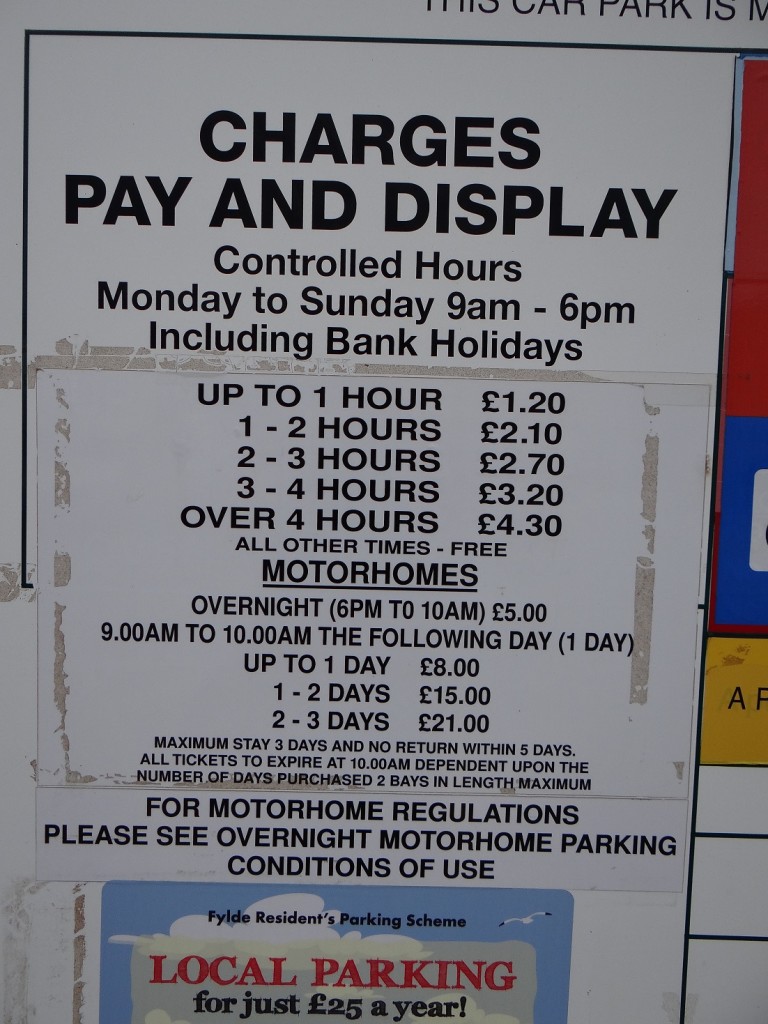 THIS CAR PARK IS M
CHARGES
PAY AND DISPLAY
Controlled Hours
Monday to Sunday 9am - 6pm
Including Bank Holidays
UP TO 1 HOUR £1.20
1 - 2 HOURS £2.10
2 - 3 HOURS £2.70
3 - 4 HOURS £3.20
OVER 4 HOURS £4.30
ALL OTHER TIMES - FREE
MOTORHOMES
OVERNIGHT (6PM T0 10AM) £5.00
9.00AM TO 10.00AM THE FOLLOWING DAY (1 DAY)
UP TO 1 DAY £8.00
1 - 2 DAYS £15.00
2 - 3 DAYS £21.00
MAXIMUM STAY 3 DAYS AND NO RETURN WITHIN 5 DAYS.
ALL TICKETS TO EXPIRE AT 10.00AM DEPENDENT UPON THE
NUMBER OF DAYS PURCHASED 2 BAYS IN LENGTH MAXIMUM
FOR MOTORHOME REGULATIONS
PLEASE SEE OVERNIGHT MOTORHOME PARKING
CONDITIONS OF USE
Fylde Resident's Parking Scheme
LOCAL PARKING
for just £25 a year!